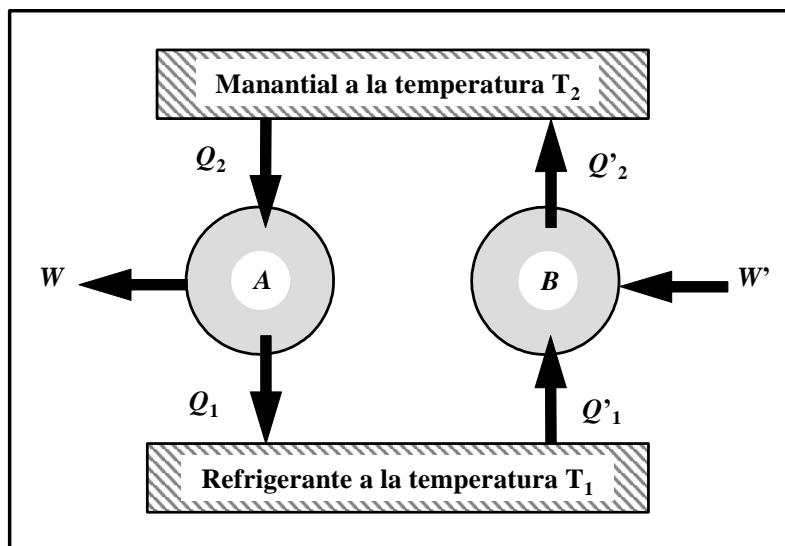 Manantial a la temperatura T₂
Q₂
Q’₂
W
A
B
W’
Q₁
Q’₁
Refrigerante a la temperatura T₁